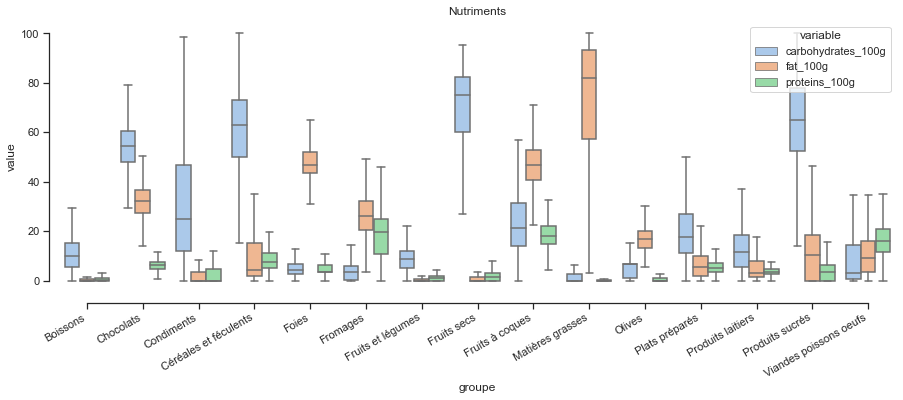 Nutriments
variable
carbohydrates_100g
fat_100g
proteins_100g
value
100
80
60
40
20
0
Boissons
Chocolats
Condiments
Céréales et féculents
Foies
Fromages
Fruits et légumes
Fruits secs
Fruits à coques
Matières grasses
Olives
Plats préparés
Produits laitiers
Produits sucrés
Viandes poissons oeufs
groupe